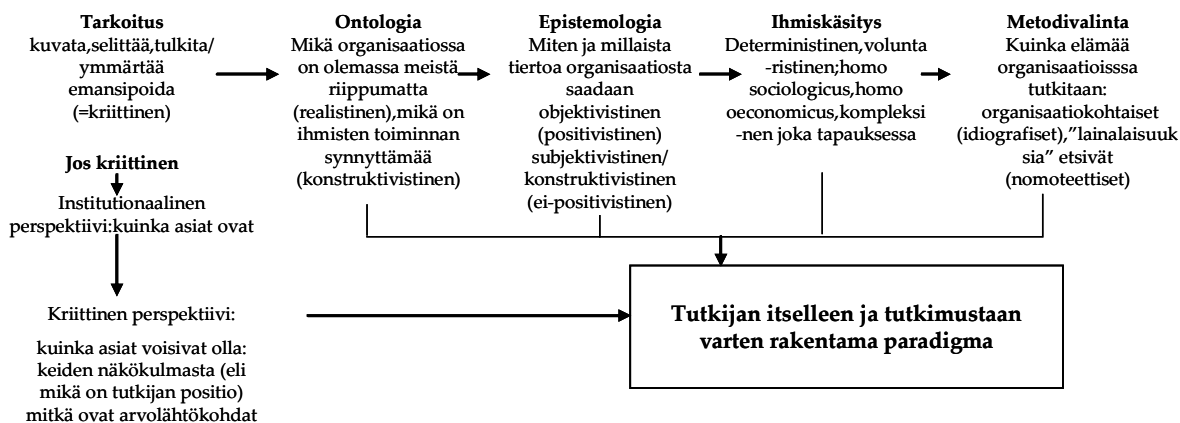 Tarkoitus
kuvata,selittää,tulkita/
ymmärtää
emansipoida
(=kriittinen)
Ontologia
Mikä organisaatiossa
on olemassa meistä
riippumatta
(realistinen),mikä on
ihmisten toiminnan
synnyttämää
(konstruktivistinen)
Epistemologia
Miten ja millaista
tiertoa organisaatiosta
saadaan
objektivistinen
(positivistinen)
subjektivistinen/
konstruktivistinen
(ei-positivistinen)
Ihmiskäsitys
Deterministinen,volunta
-ristinen;homo
sociologicus,homo
oeconomicus,kompleksi
-nen joka tapauksessa
Metodivalinta
Kuinka elämää
organisaatioisssa
tutkitaan:
organisaatiokohtaiset
(idiografiset),”lainalaisuuk
sia” etsivät
(nomoteettiset)
Jos kriittinen
Institutionaalinen
perspektiivi:kuinka asiat ovat
Kriittinen perspektiivi:
kuinka asiat voisivat olla:
keiden näkökulmasta (eli
mikä on tutkijan positio)
mitkä ovat arvolähtökohdat
Tutkijan itselleen ja tutkimustaan
varten rakentama paradigma